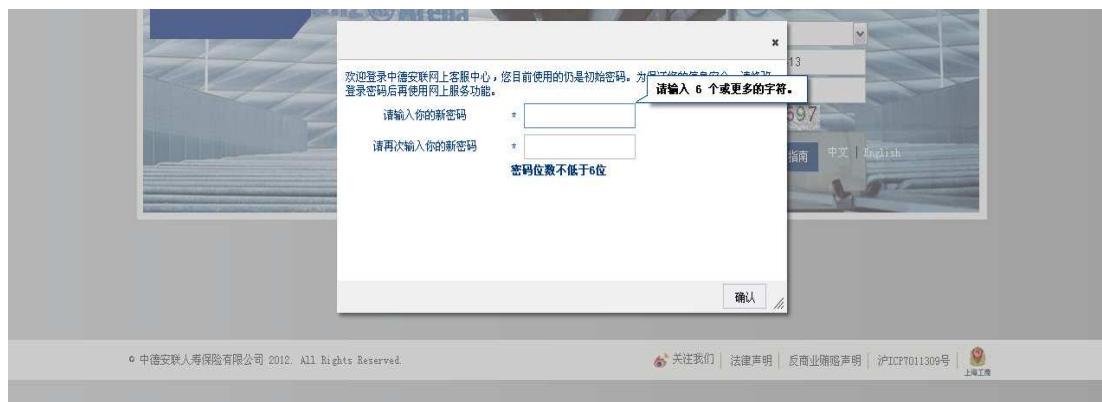 13
欢迎登录中德安联网上客服中心，您目前使用的仍是初始密码。为
登录密码后再使用网上服务功能。
请输入 6 个或更多的字符。
请输入你的新密码 *
597
请再次输入你的新密码 *
指南 中文 | English
密码位数不低于6位
确认
中德安联人寿保险有限公司 2012. All Rights Reserved.
关注我们 | 法律声明 | 反商业贿赂声明 | 沪ICP7011309号 |
上海工商